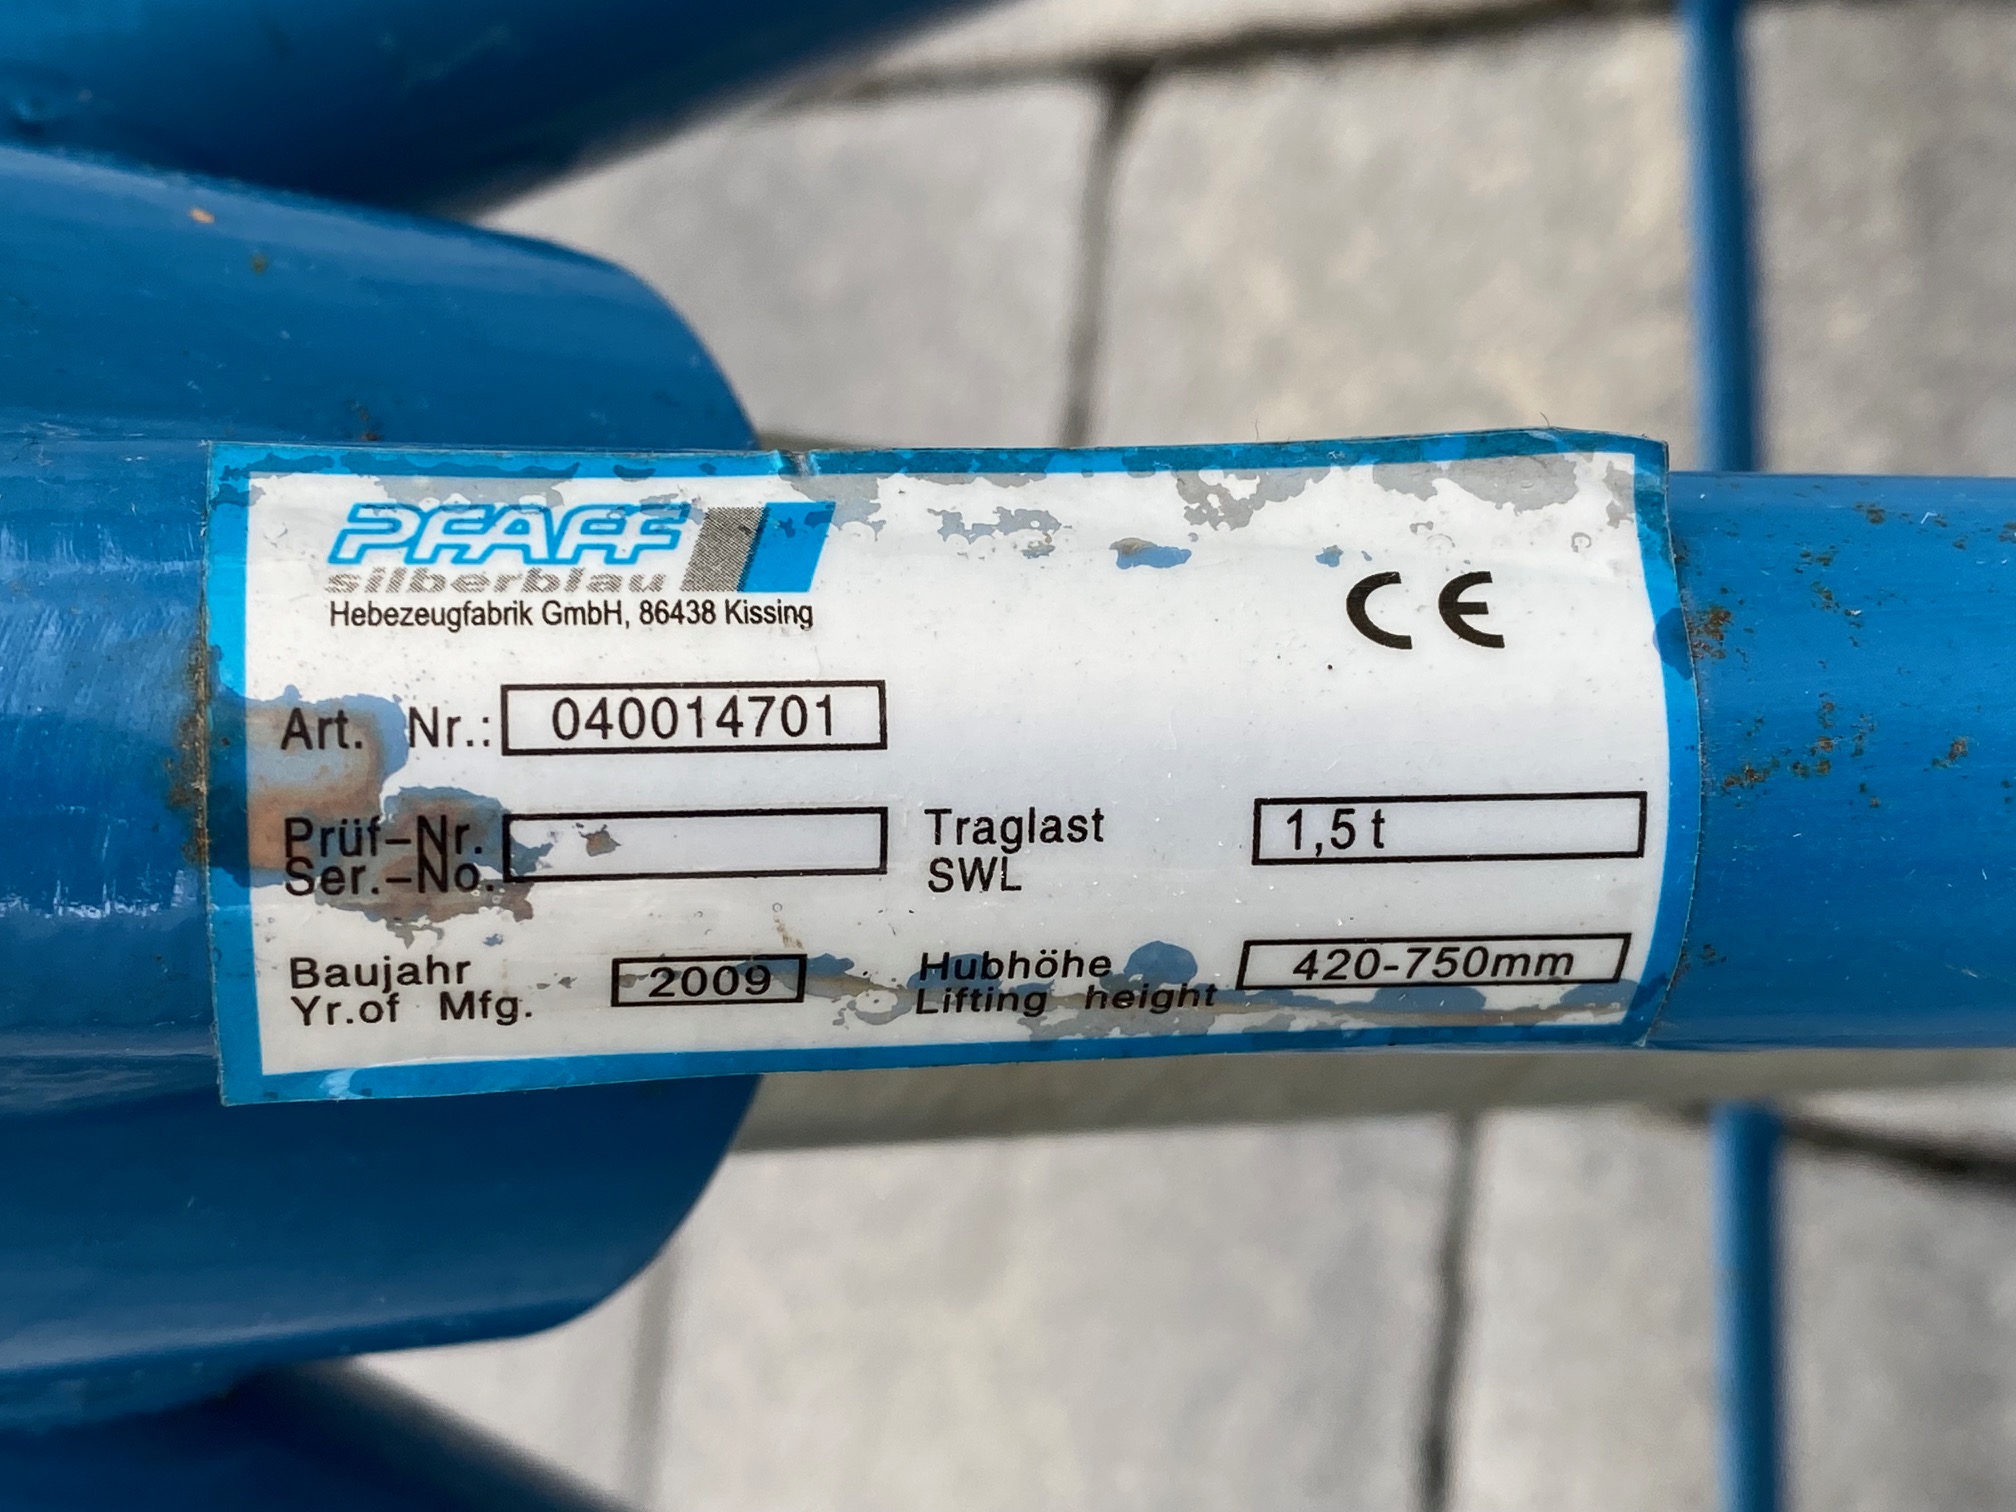 PFAFF
silberblau
Hebezeugfabrik GmbH, 86438 Kissing
CE
Art. Nr.: 040014701
Prüf-Nr.
Ser.-No.
Traglast 1,5 t
SWL
Baujahr 2009
Yr.of Mfg.
Hubhöhe 420-750mm
Lifting height